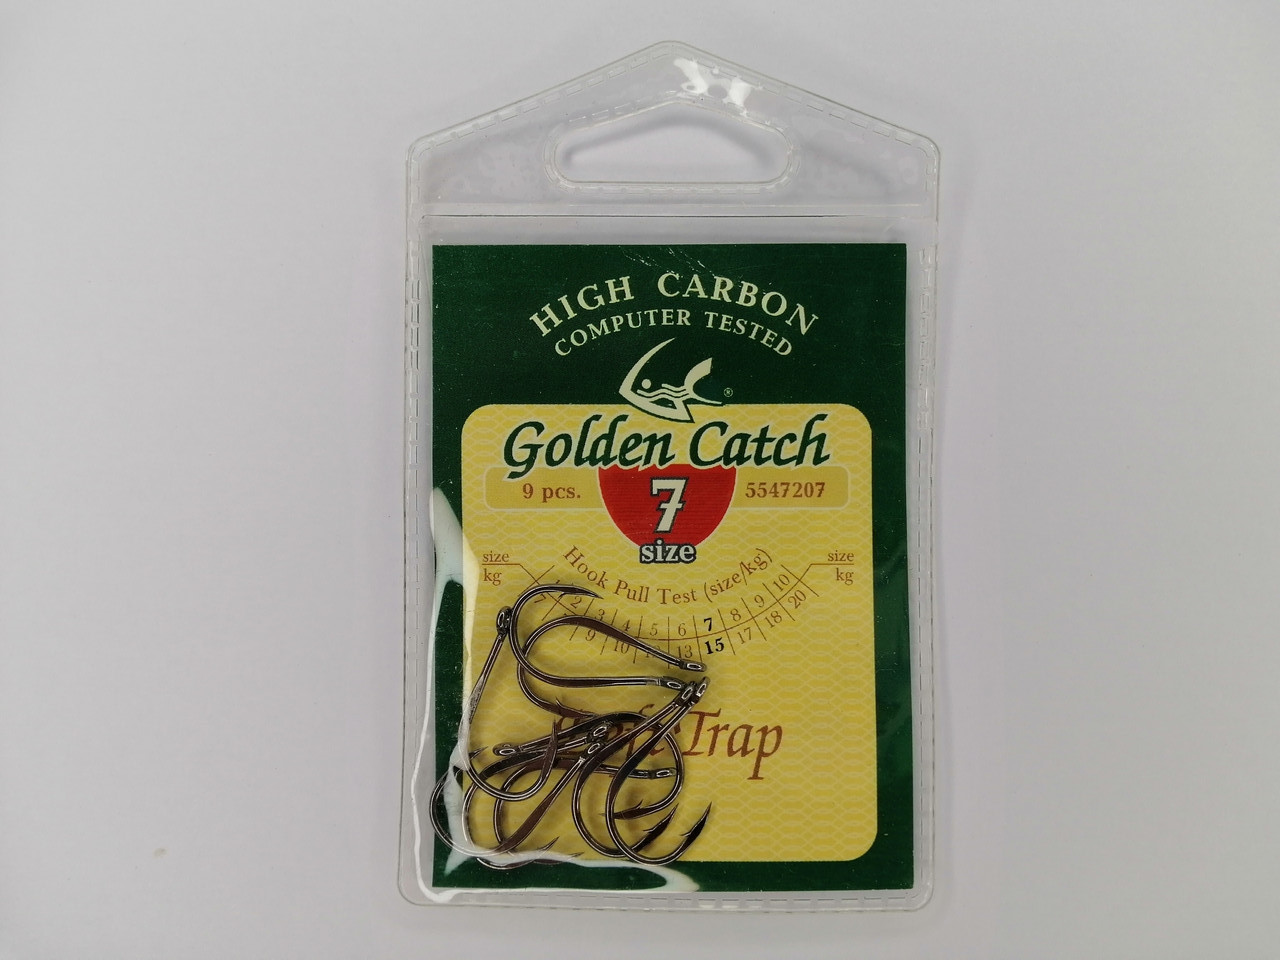 HIGH CARBON
COMPUTER TESTED
®
Golden Catch
9 pcs.
7
5547207
size
size
kg
Hook Pull Test (size/kg)
size
kg
1 2 3 4 5 6 7 8 9 10
7 9 10 13 15 17 18 20
Trap